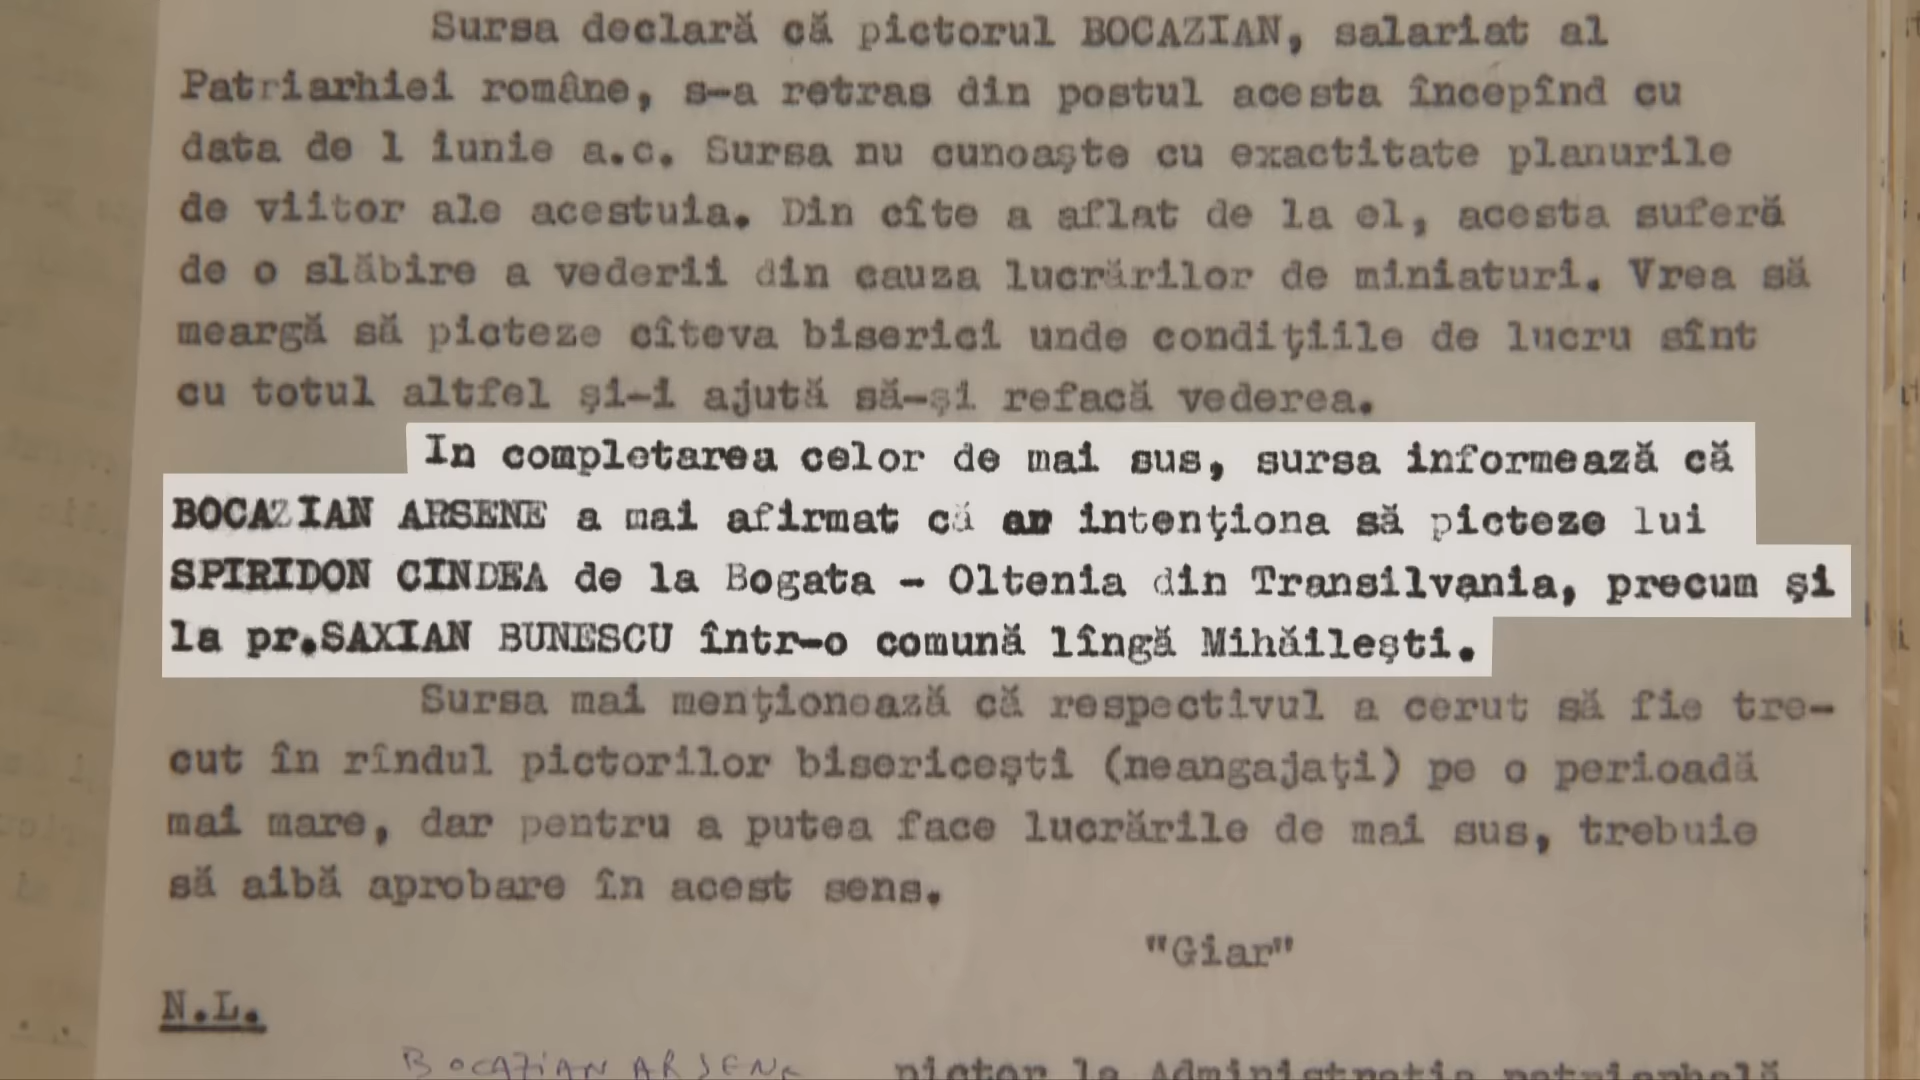 Sursa declară că pictorul BOCAZIAN, salariat al
Patriarhiei române, s-a retras din postul acesta începînd cu
data de 1 iunie a.c. Sursa nu cunoaşte cu exactitate planurile
de viitor ale acestuia. Din cîte a aflat de la el, acesta suferă
de o slăbire a vederii din cauza lucrărilor de miniaturi. Vrea să
meargă să picteze cîteva biserici unde condiţiile de lucru sînt
cu totul altfel şi-i ajută să-şi refacă vederea.
In completarea celor de mai sus, sursa informează că
BOCAZIAN ARSENE a mai afirmat că ar intenţiona să picteze lui
SPIRIDON CINDEA de la Bogata - Oltenia din Transilvania, precum şi
la pr.SAXIAN BUNESCU într-o comună lîngă Mihăileşti.
Sursa mai menţionează că respectivul a cerut să fie tre-
cut în rîndul pictorilor bisericeşti (neangajaţi) pe o perioadă
mai mare, dar pentru a putea face lucrările de mai sus, trebuie
să aibă aprobare în acest sens.
"Giar"
N.L.
BOCAZIAN ARSENE pictor la Administraţia patriarhală